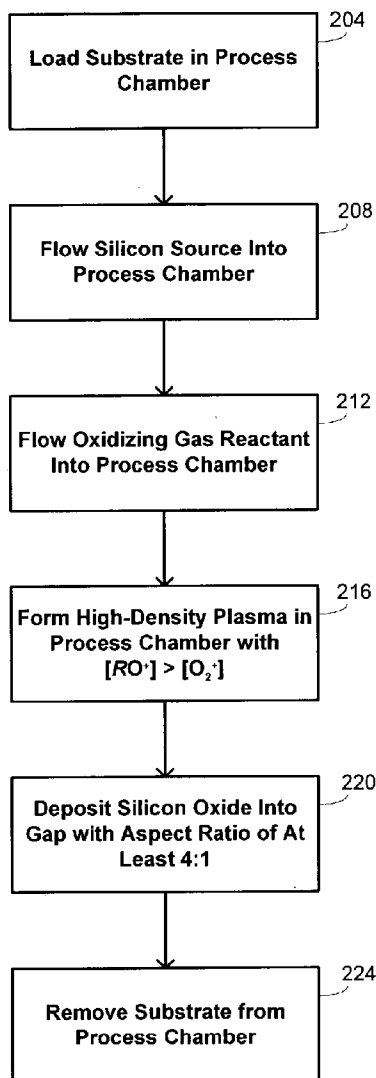 204
Load Substrate in Process
Chamber
208
Flow Silicon Source Into
Process Chamber
212
Flow Oxidizing Gas Reactant
Into Process Chamber
216
Form High-Density Plasma in
Process Chamber with
[RO⁺] > [O₂⁺]
220
Deposit Silicon Oxide Into
Gap with Aspect Ratio of At
Least 4:1
224
Remove Substrate from
Process Chamber